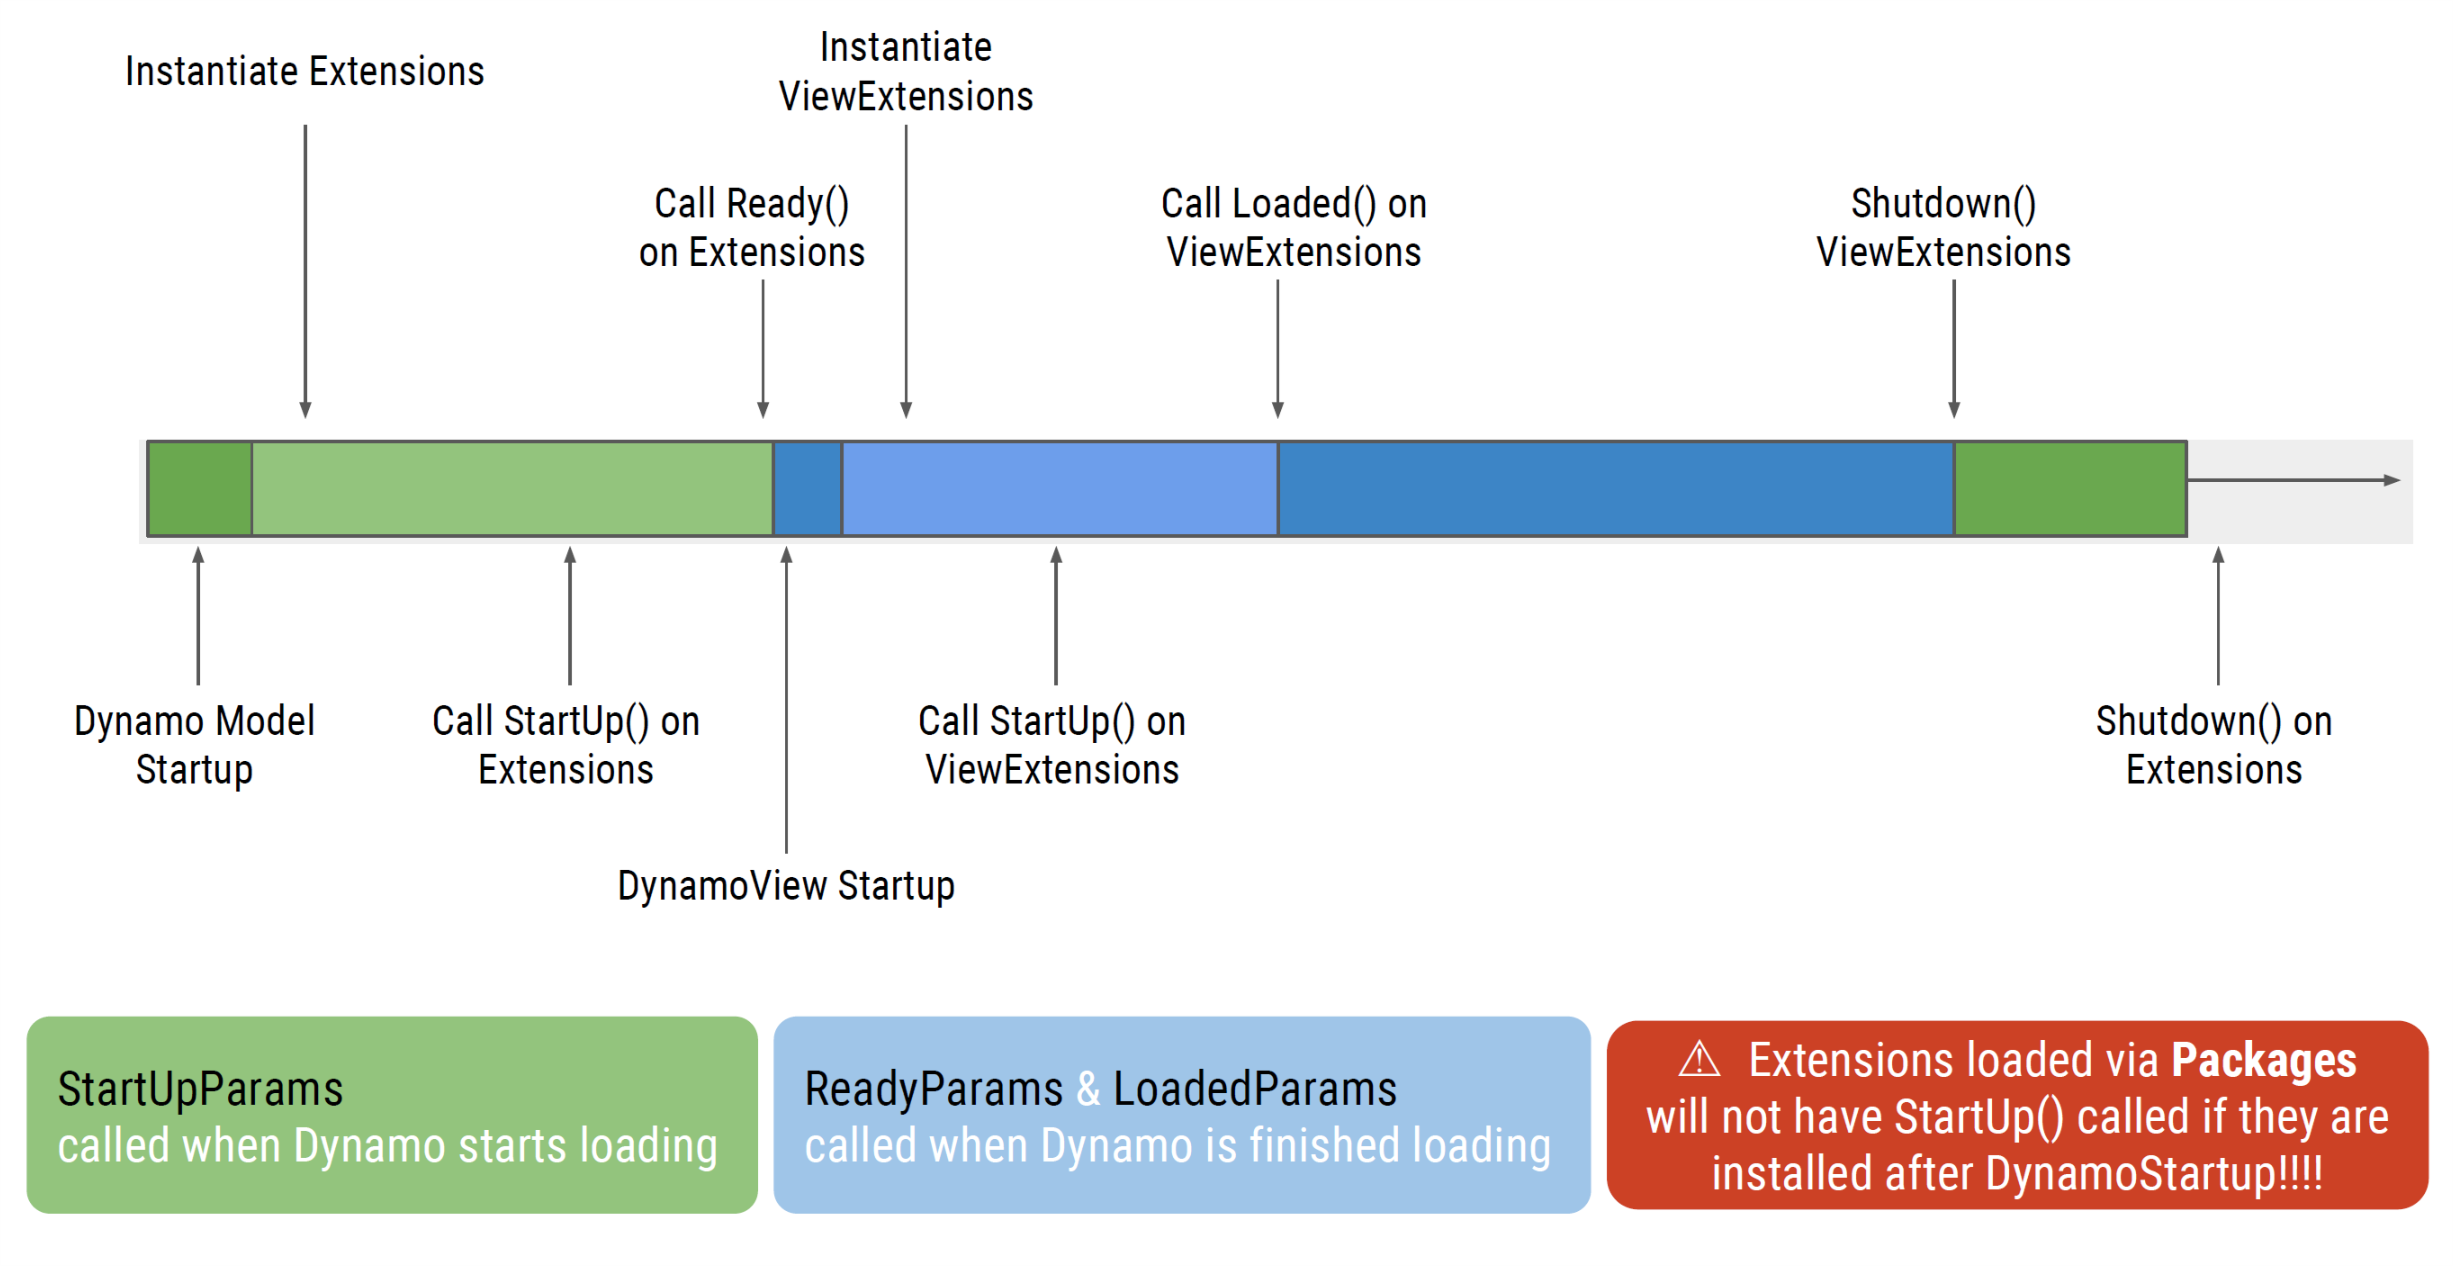 Instantiate Extensions
Instantiate
ViewExtensions
Call Ready()
on Extensions
Call Loaded() on
ViewExtensions
Shutdown()
ViewExtensions
Dynamo Model
Startup
Call StartUp() on
Extensions
DynamoView Startup
Call StartUp() on
ViewExtensions
Shutdown() on
Extensions
StartUpParams
called when Dynamo starts loading
ReadyParams & LoadedParams
called when Dynamo is finished loading
⚠ Extensions loaded via Packages
will not have StartUp() called if they are
installed after DynamoStartup!!!!